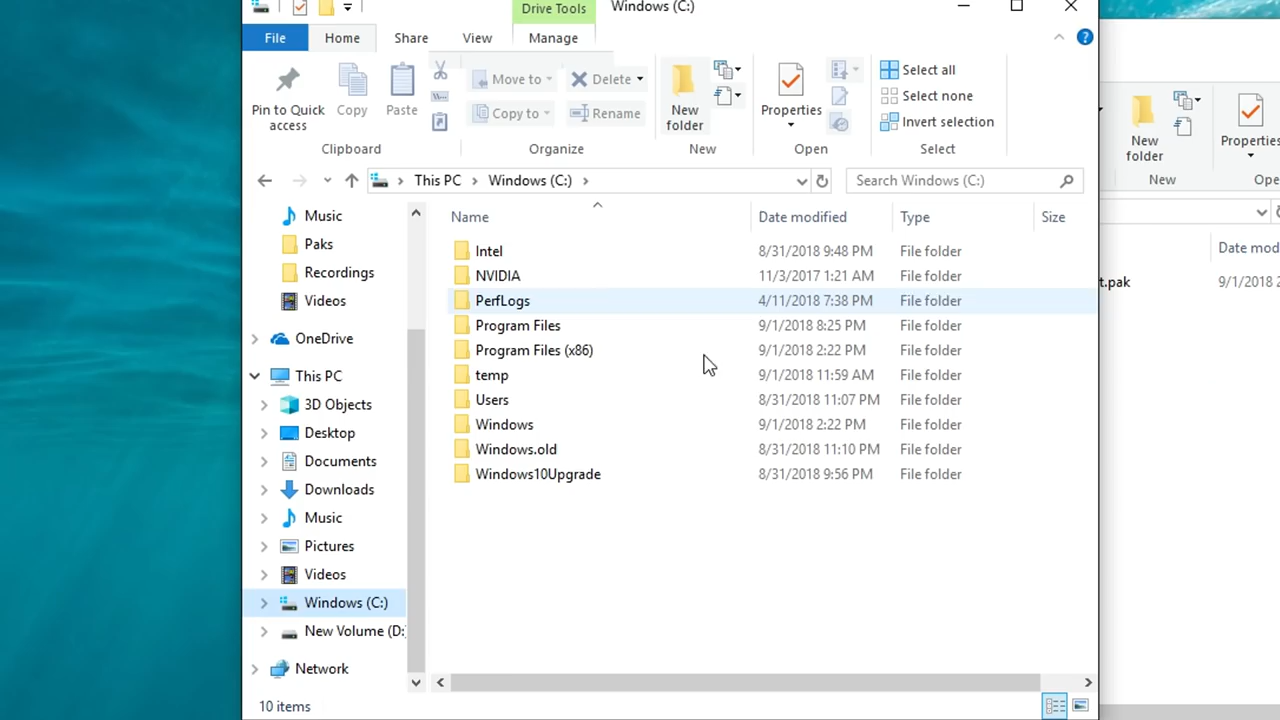 Drive Tools
Windows (C:)
File
Home
Share
View
Manage
Pin to Quick access
Copy
Paste
Move to
Copy to
Delete
Rename
New folder
Properties
Select all
Select none
Invert selection
Clipboard
Organize
New
Open
Select
This PC
Windows (C:)
Search Windows (C:)
Music
Paks
Recordings
Videos
OneDrive
This PC
3D Objects
Desktop
Documents
Downloads
Music
Pictures
Videos
Windows (C:)
New Volume (D:
Network
Name Date modified Type Size
Intel 8/31/2018 9:48 PM File folder
NVIDIA 11/3/2017 1:21 AM File folder
PerfLogs 4/11/2018 7:38 PM File folder
Program Files 9/1/2018 8:25 PM File folder
Program Files (x86) 9/1/2018 2:22 PM File folder
temp 9/1/2018 11:59 AM File folder
Users 8/31/2018 11:07 PM File folder
Windows 9/1/2018 2:22 PM File folder
Windows.old 8/31/2018 11:10 PM File folder
Windows10Upgrade 8/31/2018 9:56 PM File folder
10 items
New folder
Properties
New
Ope
Date mod
t.pak 9/1/2018 2